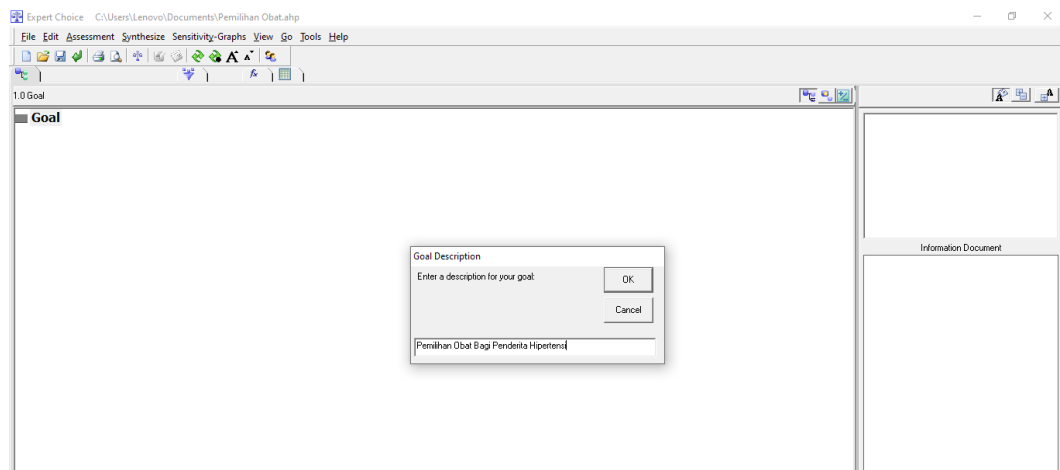 Expert Choice C:\Users\Lenovo\Documents\Pemilihan Obat.ahp
File Edit Assessment Synthesize Sensitivity-Graphs View Go Tools Help
1.0 Goal
Goal
Information Document
Goal Description
Enter a description for your goal:
OK
Cancel
Pemilihan Obat Bagi Penderita Hipertensi